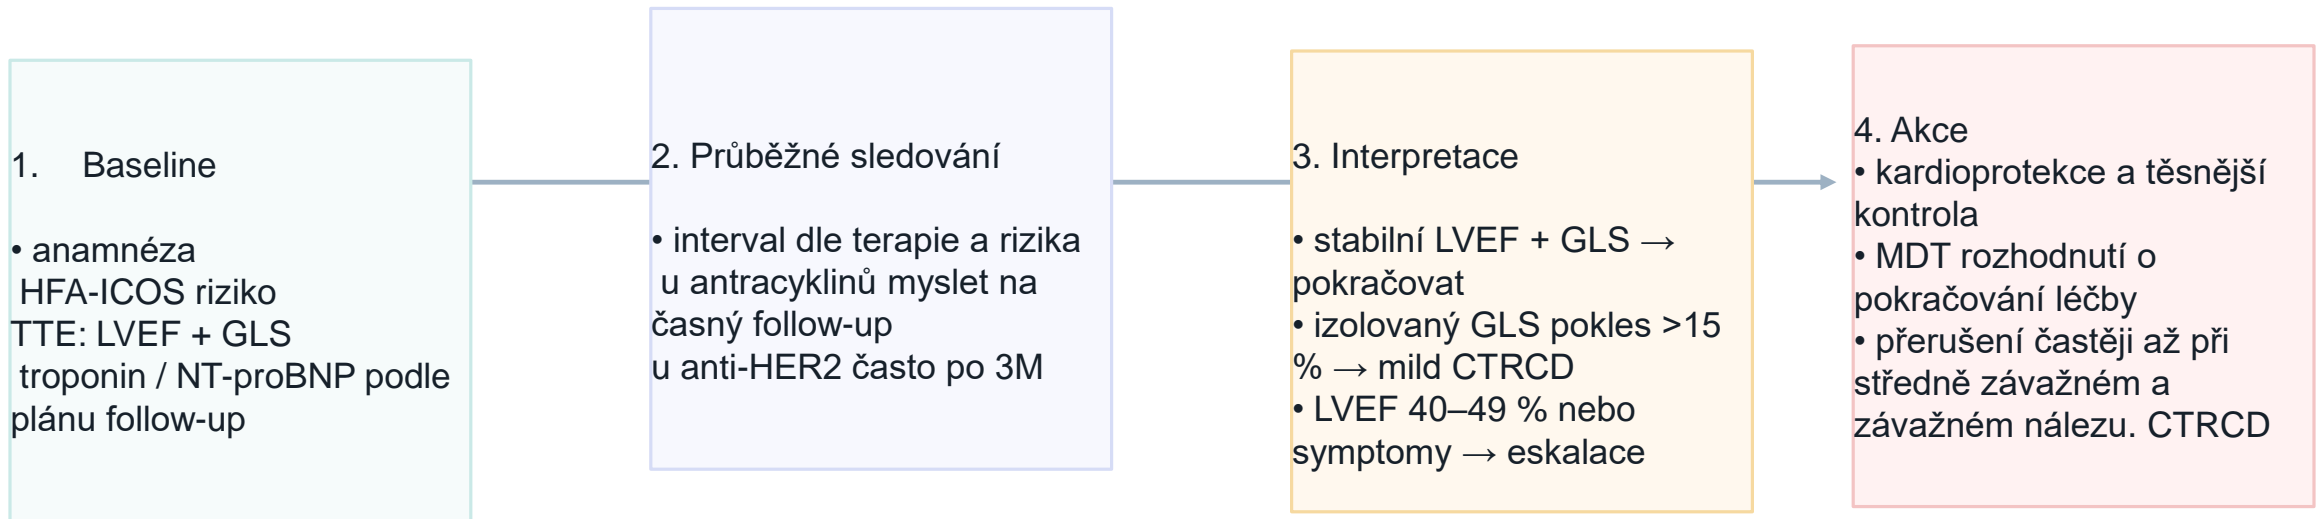 1. Baseline
• anamnéza
HFA-ICOS riziko
TTE: LVEF + GLS
troponin / NT-proBNP podle
plánu follow-up
2. Průběžné sledování
• interval dle terapie a rizika
u antracyklinů myslet na
časný follow-up
u anti-HER2 často po 3M
3. Interpretace
• stabilní LVEF + GLS →
pokračovat
• izolovaný GLS pokles >15
% → mild CTRCD
• LVEF 40–49 % nebo
symptomy → eskalace
4. Akce
• kardioprotekce a těsnější
kontrola
• MDT rozhodnutí o
pokračování léčby
• přerušení častěji až při
středně závažném a
závažném nálezu. CTRCD